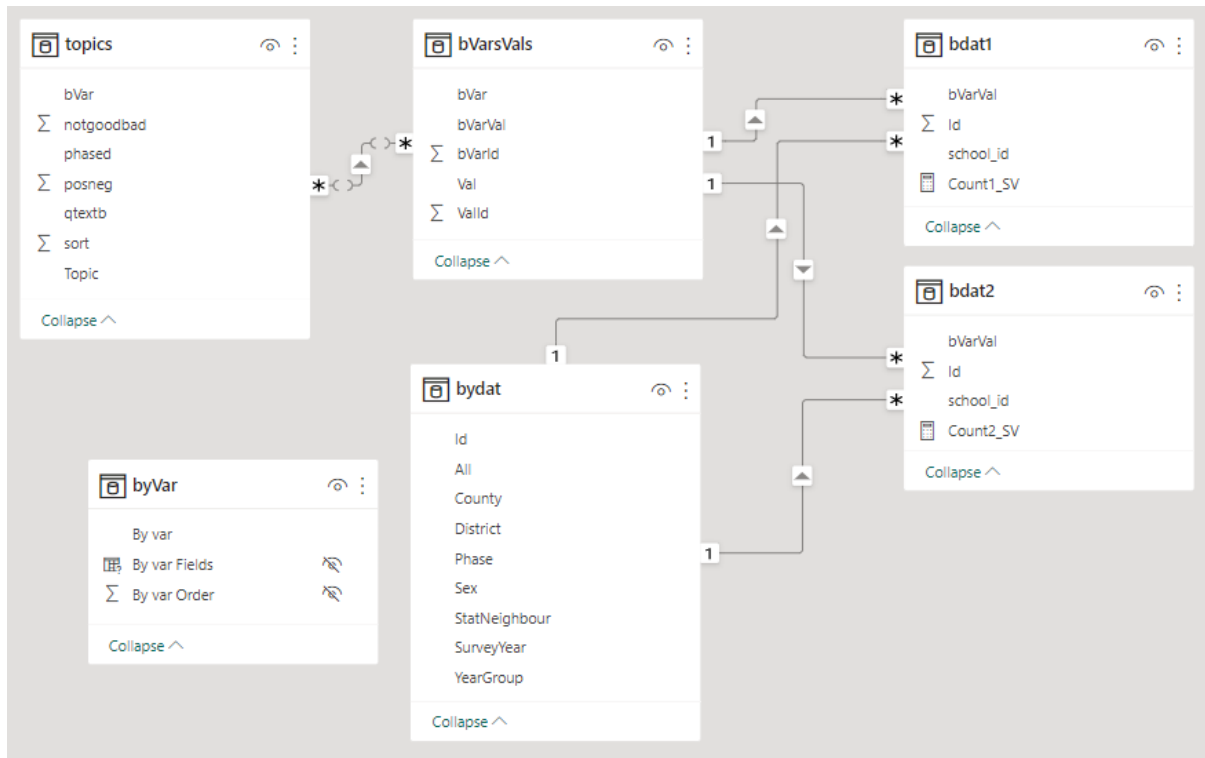 topics
bVar
notgoodbad
phased
posneg
qtextb
sort
Topic
Collapse
bVarsVals
bVar
bVarVal
bVarId
Val
ValId
Collapse
bdat1
bVarVal
Id
school_id
Count1_SV
Collapse
bdat2
bVarVal
Id
school_id
Count2_SV
Collapse
bydat
Id
All
County
District
Phase
Sex
StatNeighbour
SurveyYear
YearGroup
Collapse
byVar
By var
By var Fields
By var Order
Collapse
*
*
1
*
1
*
1
*
1
*